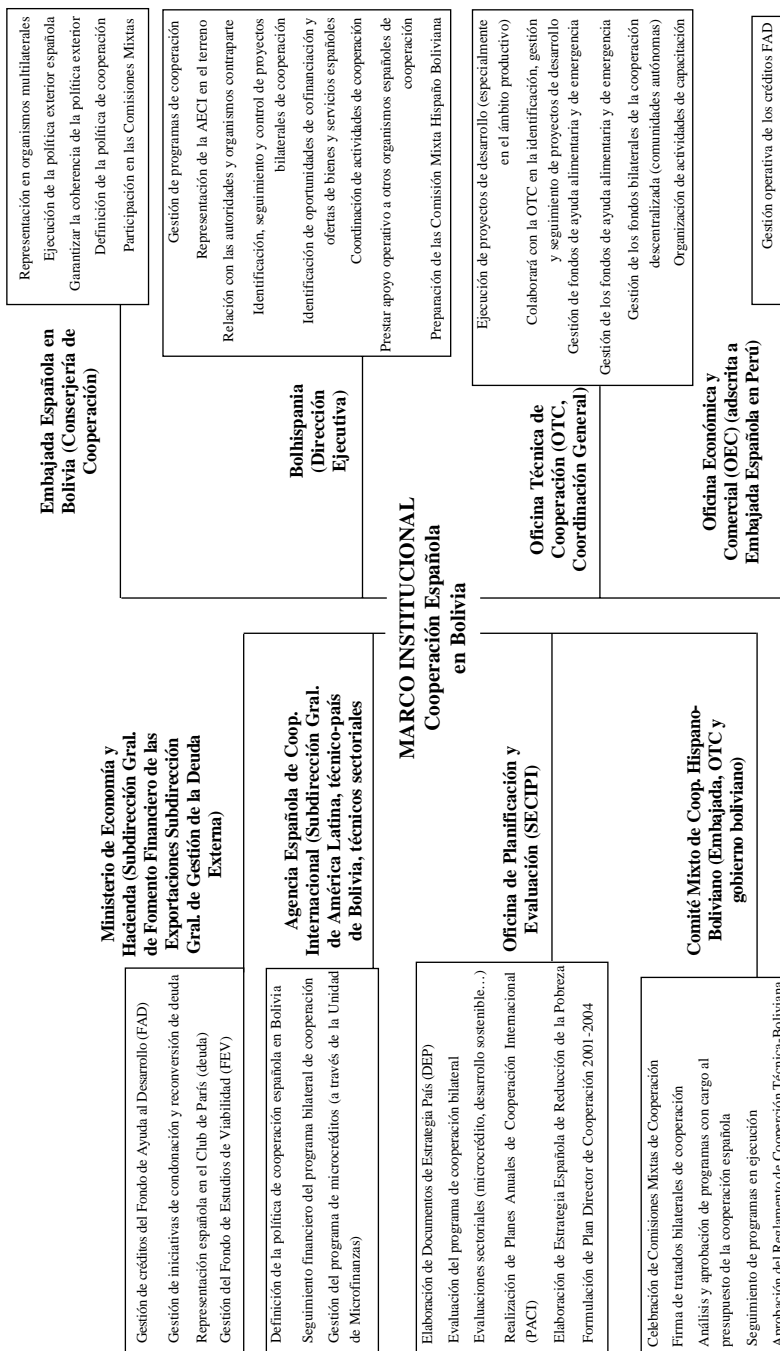 MARCO INSTITUCIONAL
Cooperación Española
en Bolivia
Ministerio de Economía y
Hacienda (Subdirección Gral.
de Fomento Financiero de las
Exportaciones Subdirección
Gral. de Gestión de la Deuda
Externa)
Gestión de créditos del Fondo de Ayuda al Desarrollo (FAD)
Gestión de iniciativas de condonación y reconversión de deuda
Representación española en el Club de París (deuda)
Gestión del Fondo de Estudios de Viabilidad (FEV)
Agencia Española de Coop.
Internacional (Subdirección Gral.
de América Latina, técnico-país
de Bolivia, técnicos sectoriales
Definición de la política de cooperación española en Bolivia
Seguimiento financiero del programa bilateral de cooperación
Gestión del programa de microcréditos (a través de la Unidad
de Microfinanzas)
Oficina de Planificación y
Evaluación (SECIPI)
Elaboración de Documentos de Estrategia País (DEP)
Evaluación del programa de cooperación bilateral
Evaluaciones sectoriales (microcrédito, desarrollo sostenible…)
Realización de Planes Anuales de Cooperación Internacional
(PACI)
Elaboración de Estrategia Española de Reducción de la Pobreza
Formulación de Plan Director de Cooperación 2001-2004
Comité Mixto de Coop. Hispano-
Boliviano (Embajada, OTC y
gobierno boliviano)
Celebración de Comisiones Mixtas de Cooperación
Firma de tratados bilaterales de cooperación
Análisis y aprobación de programas con cargo al
presupuesto de la cooperación española
Seguimiento de programas en ejecución
Aprobación del Reglamento de Cooperción Técnica-Boliviana
Embajada Española en
Bolivia (Conserjería de
Cooperación)
Representación en organismos multilaterales
Ejecución de la política exterior española
Garantizar la coherencia de la política exterior
Definición de la política de cooperación
Participación en las Comisiones Mixtas
Bolhispania
(Dirección
Ejecutiva)
Gestión de programas de cooperación
Representación de la AECI en el terreno
Relación con las autoridades y organismos contraparte
Identificación, seguimiento y control de proyectos
bilaterales de cooperación
Identificación de oportunidades de cofinanciación y
ofertas de bienes y servicios españoles
Coordinación de actividades de cooperación
Prestar apoyo operativo a otros organismos españoles de
cooperación
Preparación de las Comisión Mixta Hispaño Boliviana
Oficina Técnica de
Cooperación (OTC,
Coordinación General)
Ejecución de proyectos de desarrollo (especialmente
en el ámbito productivo)
Colaborará con la OTC en la identificación, gestión
y seguimiento de proyectos de desarrollo
Gestión de fondos de ayuda alimentaria y de emergencia
Gestión de los fondos de ayuda alimentaria y de emergencia
Gestión de los fondos bilaterales de la cooperación
descentralizada (comunidades autónomas)
Organización de actividades de capacitación
Oficina Económica y
Comercial (OEC) (adscrita a
Embajada Española en Perú)
Gestión operativa de los créditos FAD